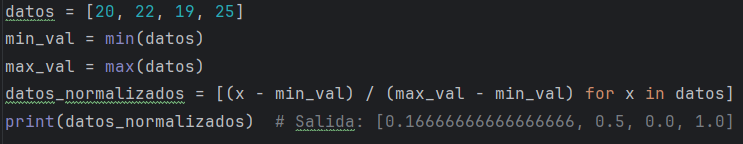 datos = [20, 22, 19, 25]
min_val = min(datos)
max_val = max(datos)
datos_normalizados = [(x - min_val) / (max_val - min_val) for x in datos]
print(datos_normalizados)  # Salida: [0.16666666666666666, 0.5, 0.0, 1.0]